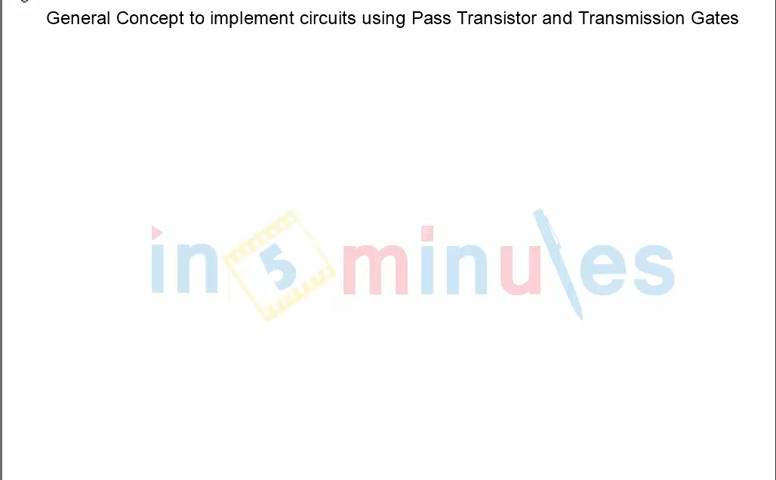 General Concept to implement circuits using Pass Transistor and Transmission Gates
in 5 minutes